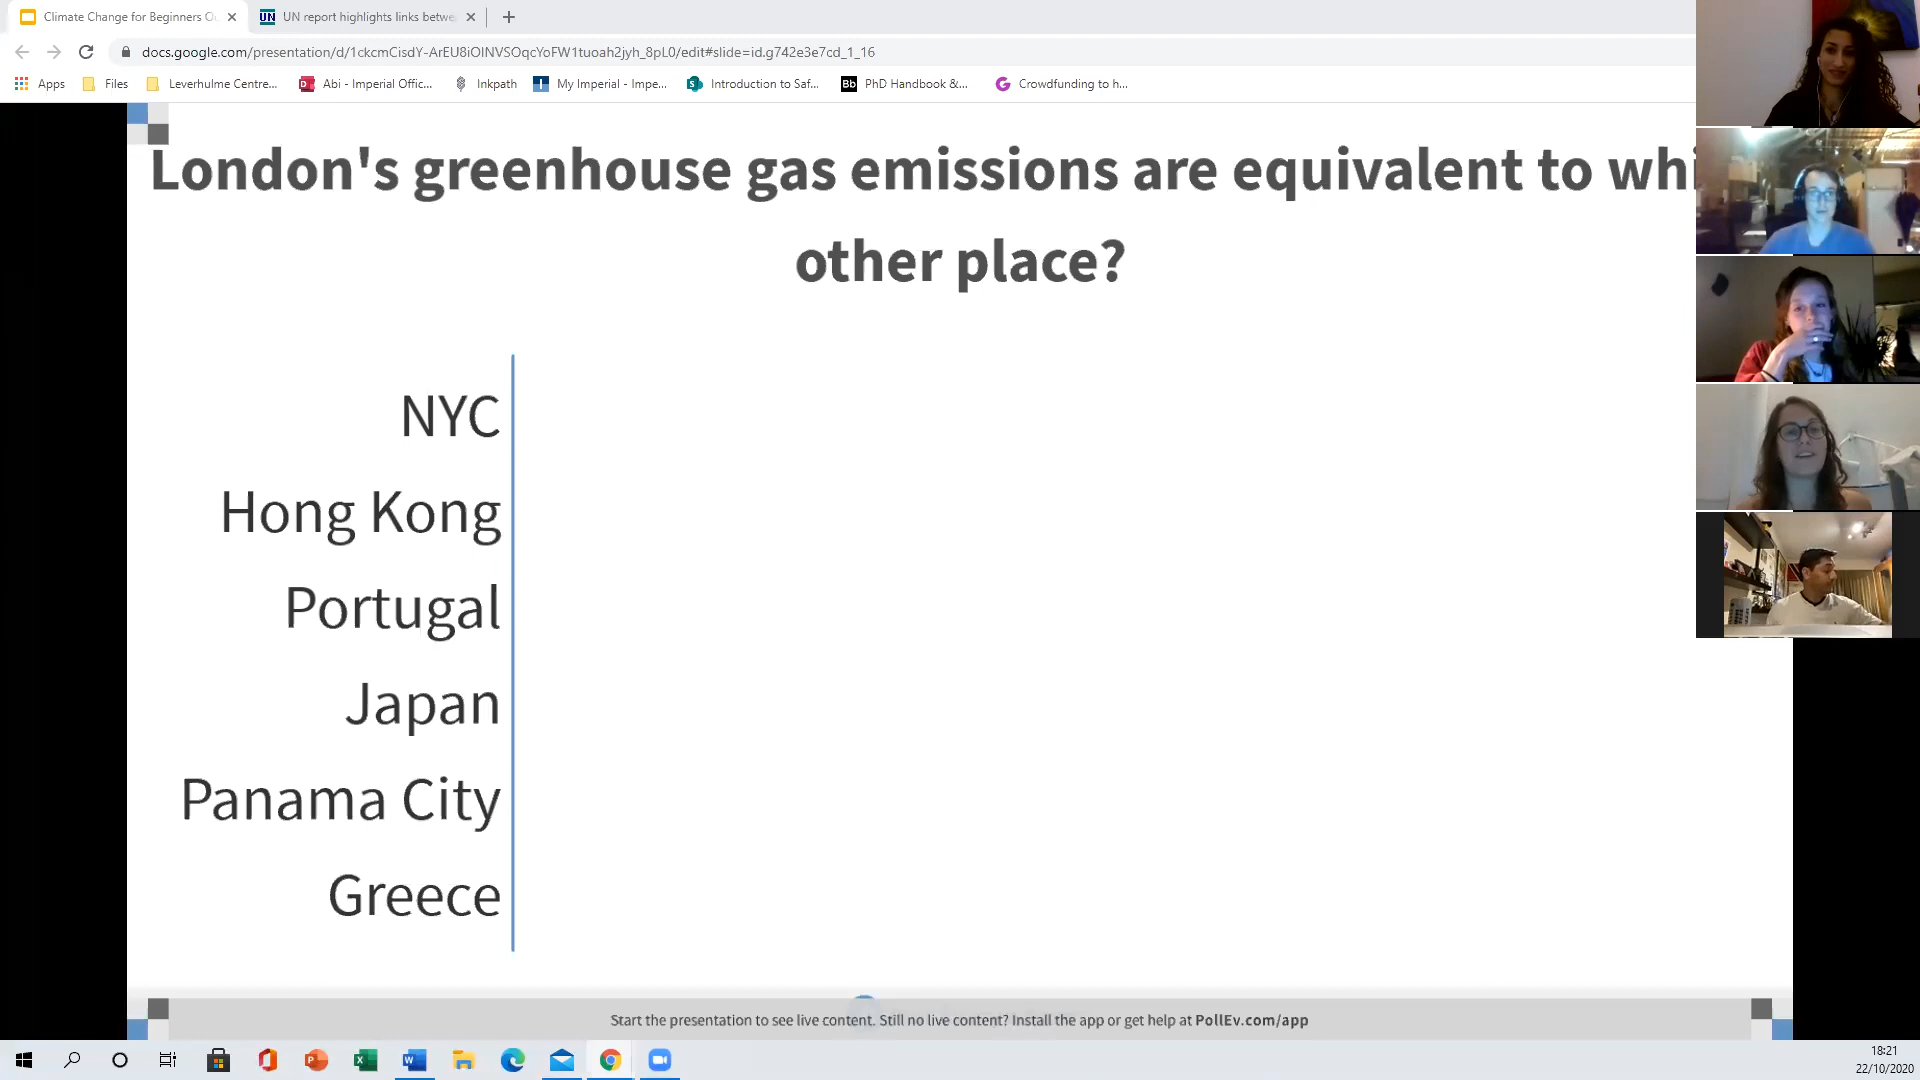 Climate Change for Beginners Q
UN UN report highlights links betwe
docs.google.com/presentation/d/1ckcmCisdY-ArEU8iOlNVSOqcYoFW1tuoah2jyh_8pL0/edit#slide=id.g742e3e7cd_1_16
Apps Files Leverhulme Centre... Abi - Imperial Offic... Inkpath My Imperial - Impe... Introduction to Saf... Bb PhD Handbook &... Crowdfunding to h...
London's greenhouse gas emissions are equivalent to whi
other place?
NYC
Hong Kong
Portugal
Japan
Panama City
Greece
Start the presentation to see live content. Still no live content? Install the app or get help at PollEv.com/app
18:21
22/10/2020